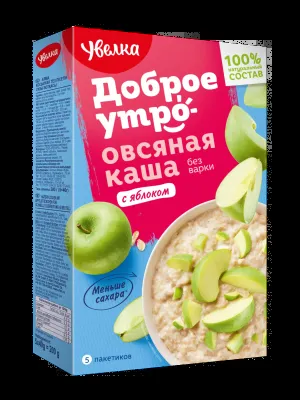 Увелка
100%
натуральный
СОСТАВ
Доброе
утро
овсяная
каша
без
варки
с яблоком
Меньше
сахара
5 пакетиков